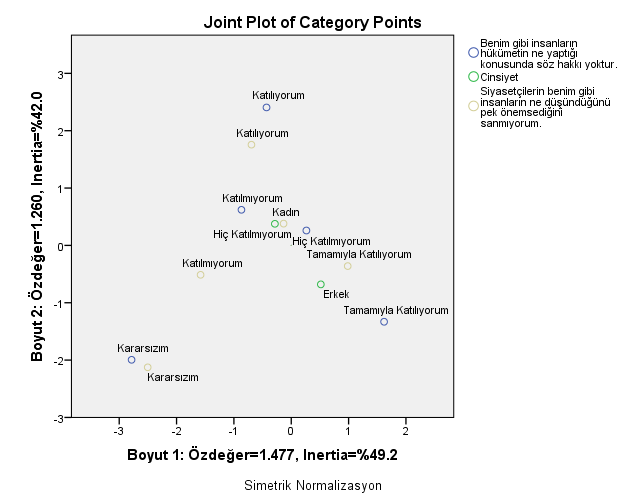 Joint Plot of Category Points
Benim gibi insanların
hükümetin ne yaptığı
konusunda söz hakkı yoktur.
Cinsiyet
Siyasetçilerin benim gibi
insanların ne düşündüğünü
pek önemsediğini
sanmıyorum.
Boyut 2: Özdeğer=1.260, Inertia=%42.0
3
2
1
0
-1
-2
-3
Katılıyorum
Katılıyorum
Katılmıyorum
Kadın
Hiç Katılmıyorum
Hiç Katılmıyorum
Tamamıyla Katılıyorum
Katılmıyorum
Erkek
Tamamıyla Katılıyorum
Kararsızım
Kararsızım
-3 -2 -1 0 1 2
Boyut 1: Özdeğer=1.477, Inertia=%49.2
Simetrik Normalizasyon